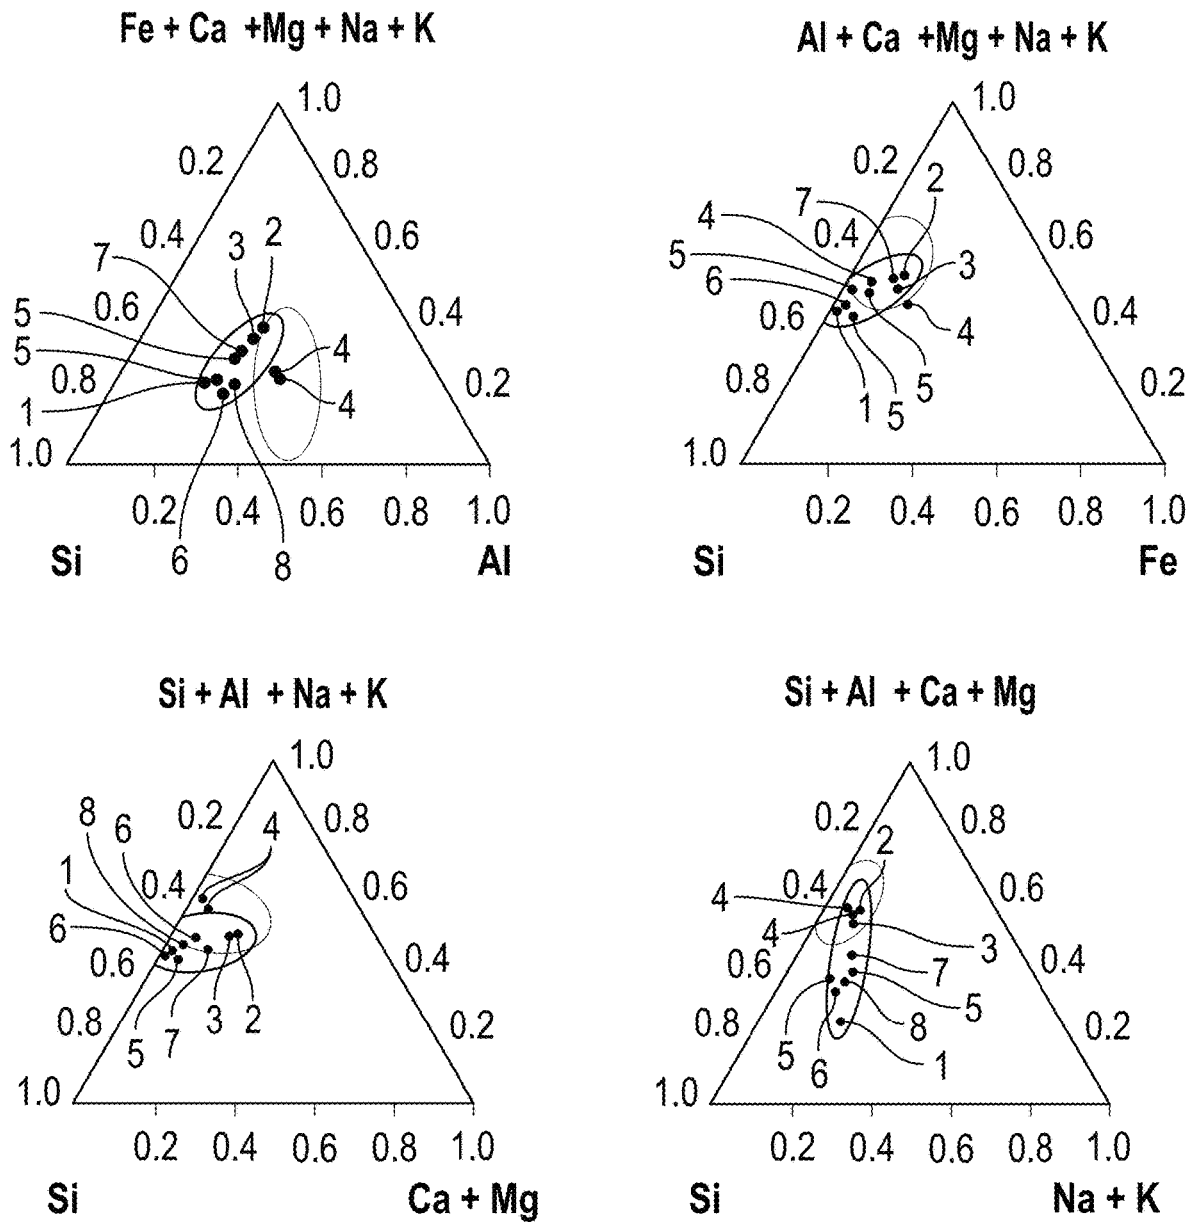 Fe + Ca +Mg + Na + K
1.0
0.2 0.8
0.4 3 2 0.6
7
5 0.6 0.4
5 4
0.8 0.2
1 4
1.0
0.2 0.4 0.6 0.8 1.0
Si 6 8 Al
Al + Ca +Mg + Na + K
1.0
0.2 0.8
2
7
4 0.4 0.6
5
6 3
0.6 0.4
4
0.8 5 0.2
1 5
1.0
0.2 0.4 0.6 0.8 1.0
Si Fe
Si + Al + Na + K
1.0
8 0.2 0.8
6 4
1 0.4 0.6
6
0.6 0.4
0.8 3 2 0.2
5 7
1.0
0.2 0.4 0.6 0.8 1.0
Si Ca + Mg
Si + Al + Ca + Mg
1.0
0.2 0.8
2
4 0.4 0.6
4
3
0.6 7 0.4
5
0.8 8 0.2
5 1
6
1.0
0.2 0.4 0.6 0.8 1.0
Si Na + K